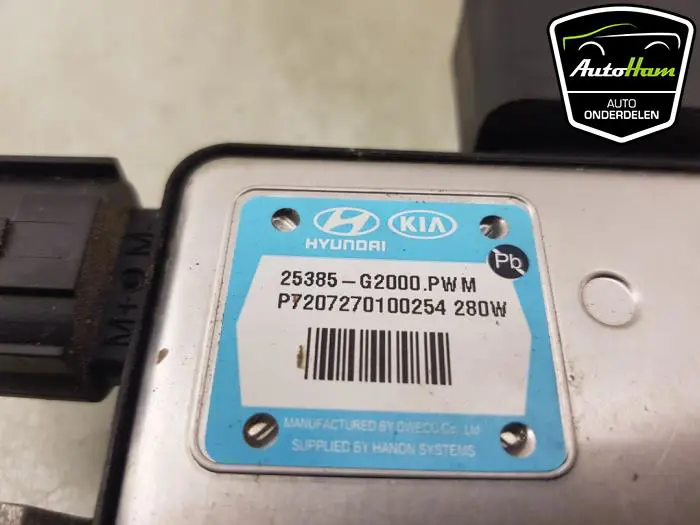 AutoHam
AUTO
ONDERDELEN
HYUNDAI
KIA
Pb
25385-G2000.PWM
P7207270100254 280W
MANUFACTURED BY GWECO Co., Ltd
SUPPLIED BY HANON SYSTEMS